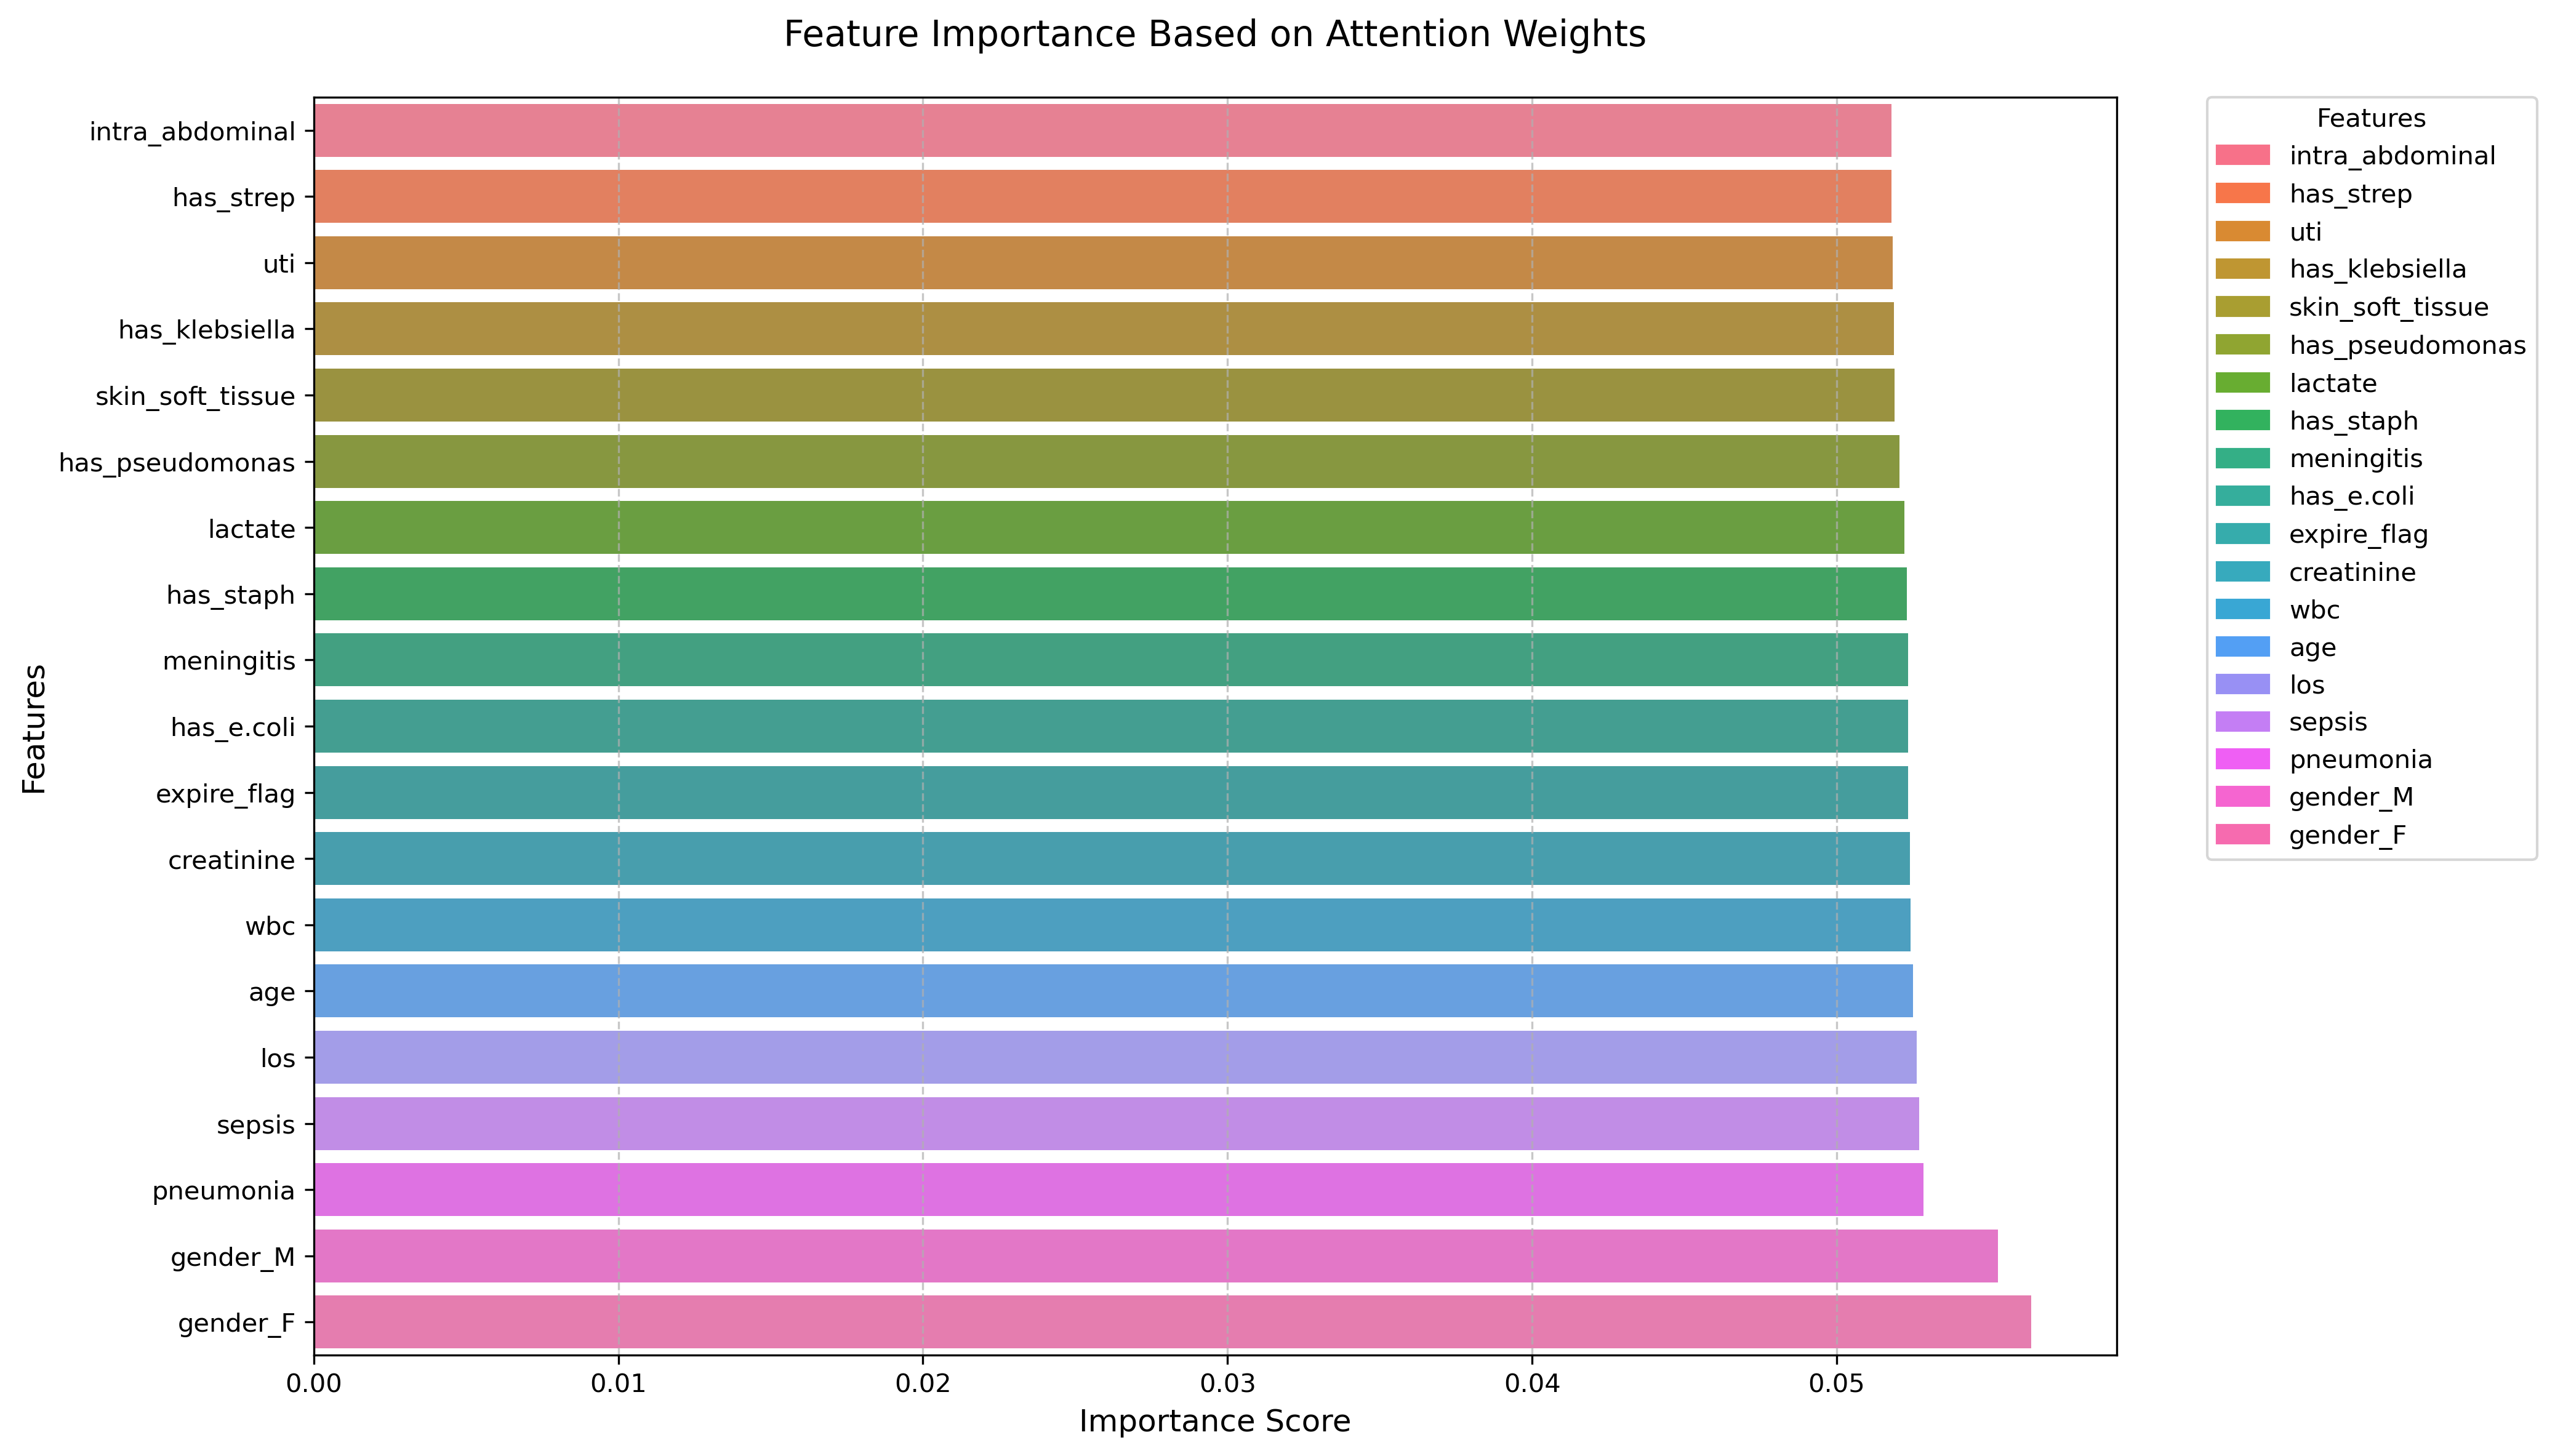 Feature Importance Based on Attention Weights
Features
intra_abdominal
has_strep
uti
has_klebsiella
skin_soft_tissue
has_pseudomonas
lactate
has_staph
meningitis
has_e.coli
expire_flag
creatinine
wbc
age
los
sepsis
pneumonia
gender_M
gender_F
0.00 0.01 0.02 0.03 0.04 0.05
Importance Score
Features
intra_abdominal
has_strep
uti
has_klebsiella
skin_soft_tissue
has_pseudomonas
lactate
has_staph
meningitis
has_e.coli
expire_flag
creatinine
wbc
age
los
sepsis
pneumonia
gender_M
gender_F